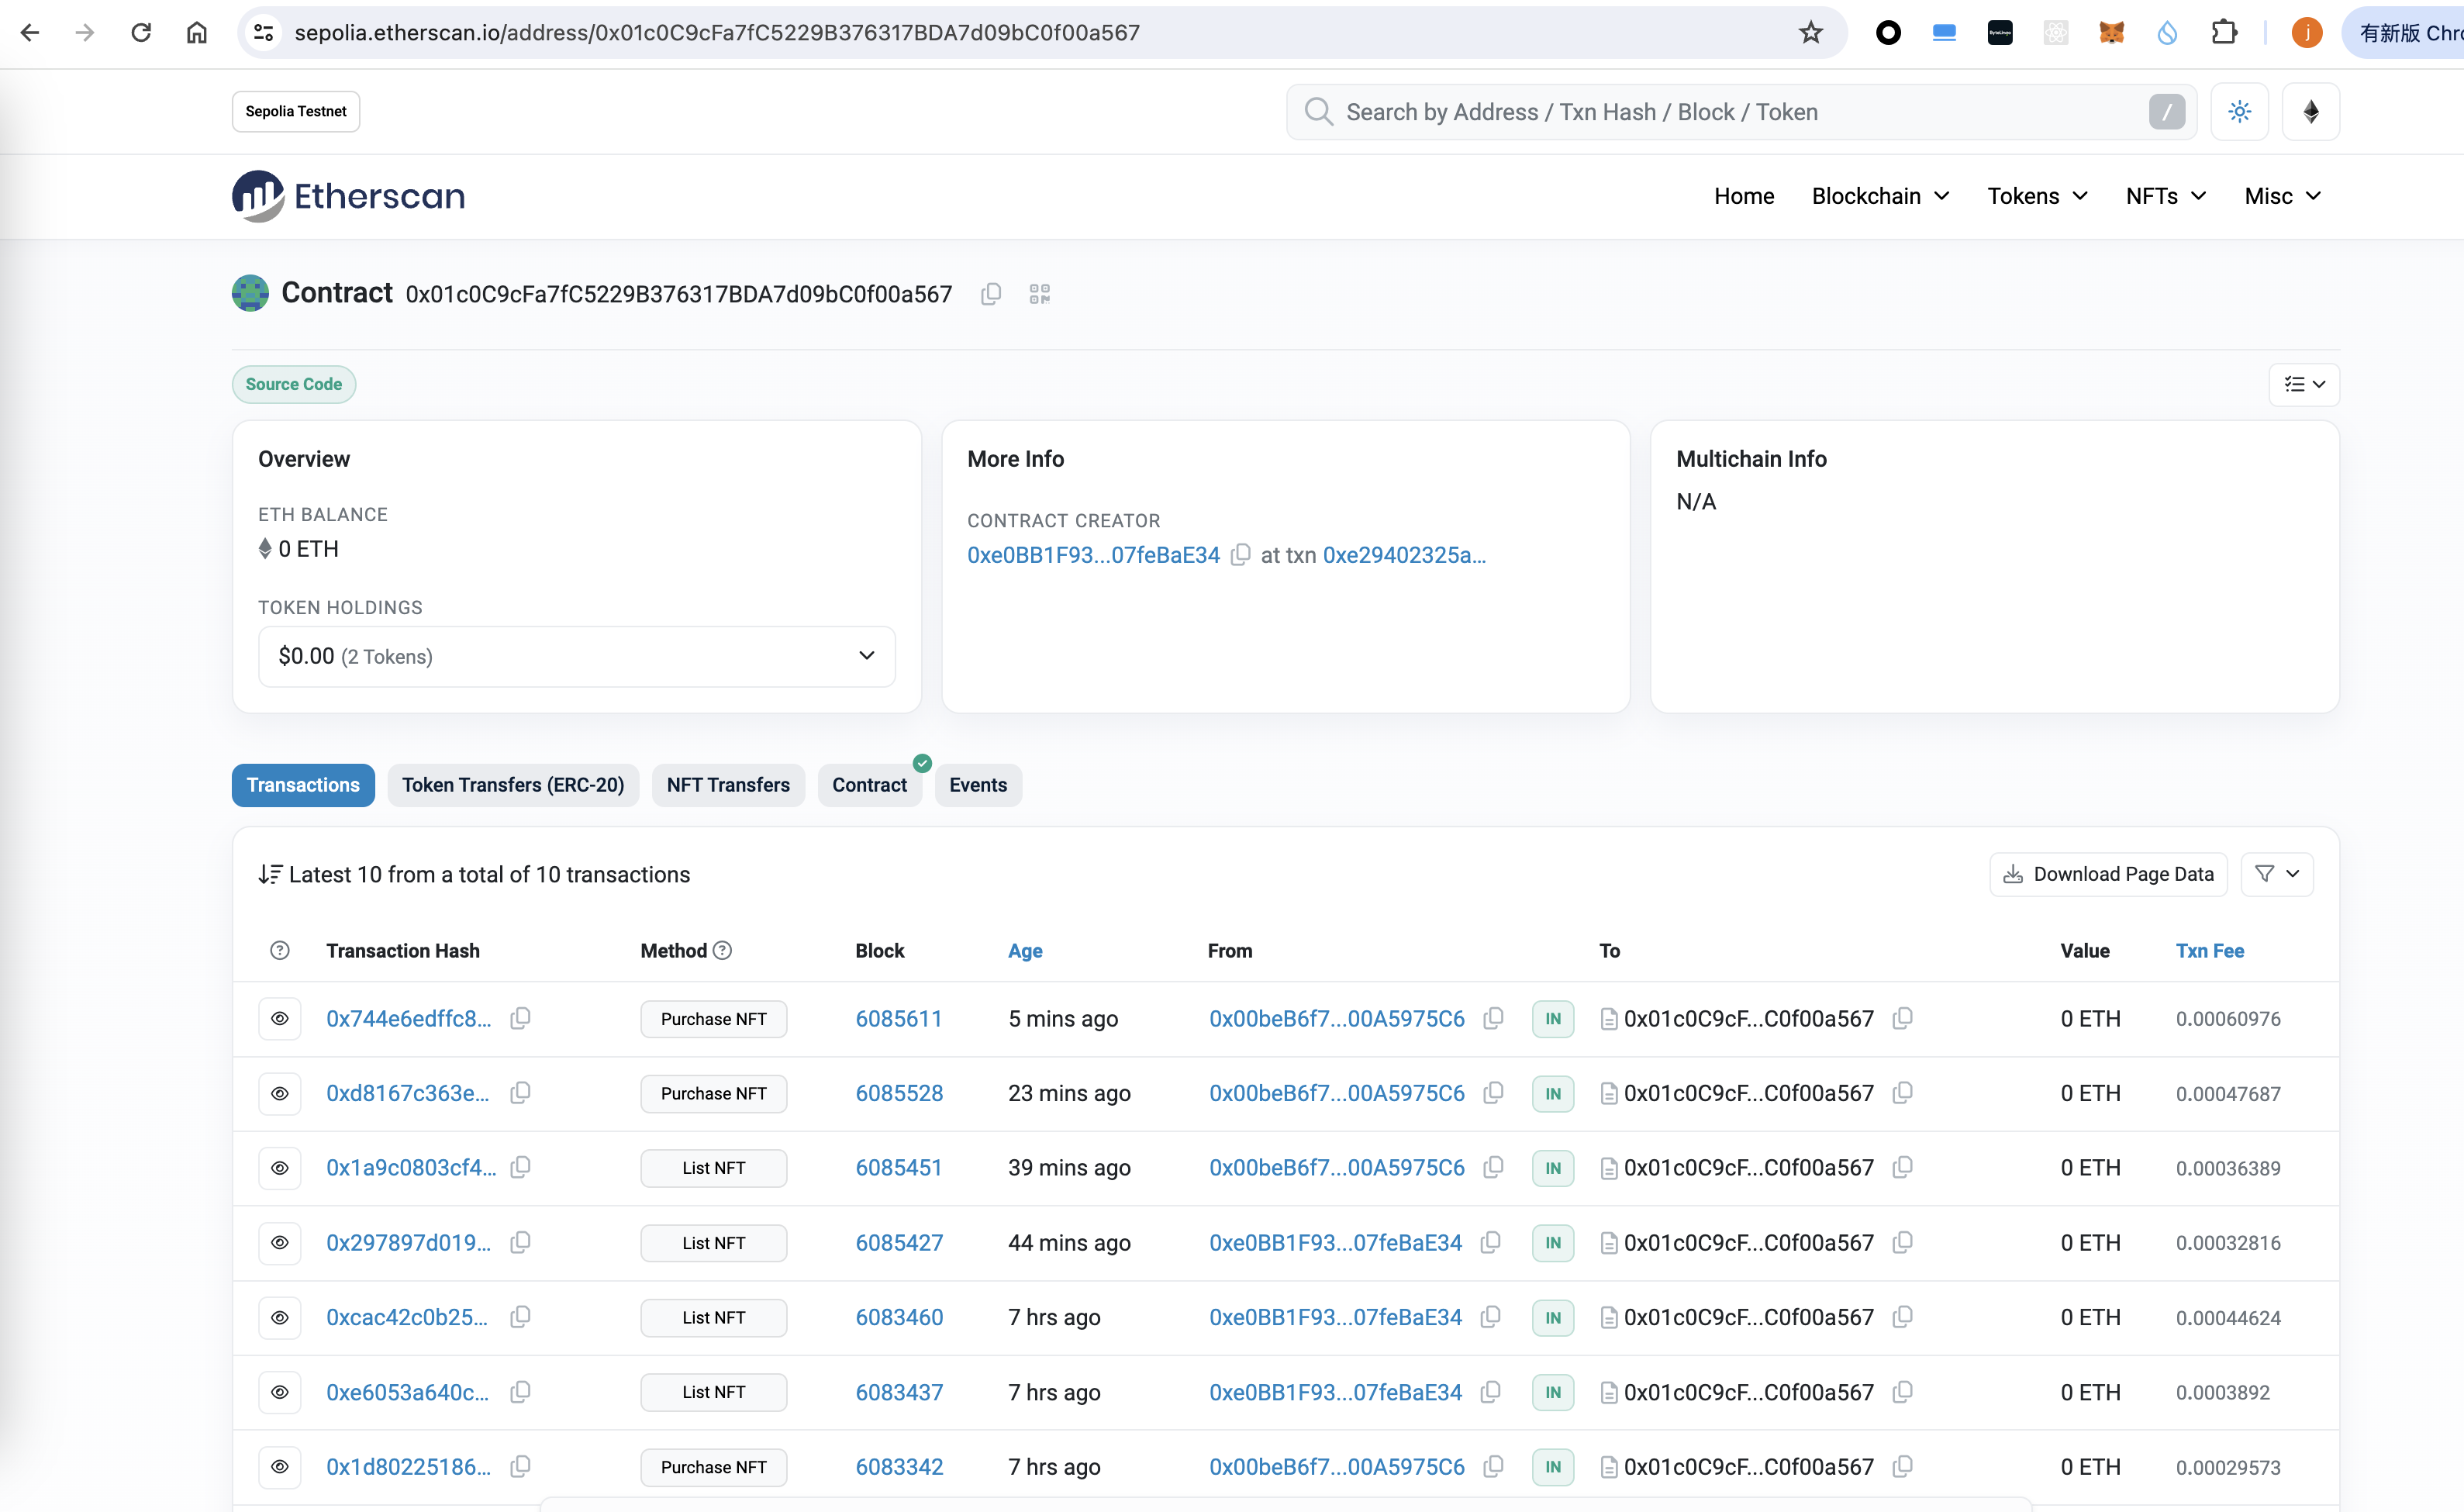 sepolia.etherscan.io/address/0x01c0C9cFa7fC5229B376317BDA7d09bC0f00a567
j
有新版 Chro
Sepolia Testnet
Search by Address / Txn Hash / Block / Token
/
Etherscan
Home Blockchain Tokens NFTs Misc
Contract 0x01c0C9cFa7fC5229B376317BDA7d09bC0f00a567
Source Code
Overview
ETH BALANCE
0 ETH
TOKEN HOLDINGS
$0.00 (2 Tokens)
More Info
CONTRACT CREATOR
0xe0BB1F93...07feBaE34 at txn 0xe29402325a...
Multichain Info
N/A
Transactions Token Transfers (ERC-20) NFT Transfers Contract Events
Latest 10 from a total of 10 transactions
Download Page Data
Transaction Hash Method Block Age From To Value Txn Fee
0x744e6edffc8... Purchase NFT 6085611 5 mins ago 0x00beB6f7...00A5975C6 IN 0x01c0C9cF...C0f00a567 0 ETH 0.00060976
0xd8167c363e... Purchase NFT 6085528 23 mins ago 0x00beB6f7...00A5975C6 IN 0x01c0C9cF...C0f00a567 0 ETH 0.00047687
0x1a9c0803cf4... List NFT 6085451 39 mins ago 0x00beB6f7...00A5975C6 IN 0x01c0C9cF...C0f00a567 0 ETH 0.00036389
0x297897d019... List NFT 6085427 44 mins ago 0xe0BB1F93...07feBaE34 IN 0x01c0C9cF...C0f00a567 0 ETH 0.00032816
0xcac42c0b25... List NFT 6083460 7 hrs ago 0xe0BB1F93...07feBaE34 IN 0x01c0C9cF...C0f00a567 0 ETH 0.00044624
0xe6053a640c... List NFT 6083437 7 hrs ago 0xe0BB1F93...07feBaE34 IN 0x01c0C9cF...C0f00a567 0 ETH 0.0003892
0x1d80225186... Purchase NFT 6083342 7 hrs ago 0x00beB6f7...00A5975C6 IN 0x01c0C9cF...C0f00a567 0 ETH 0.00029573